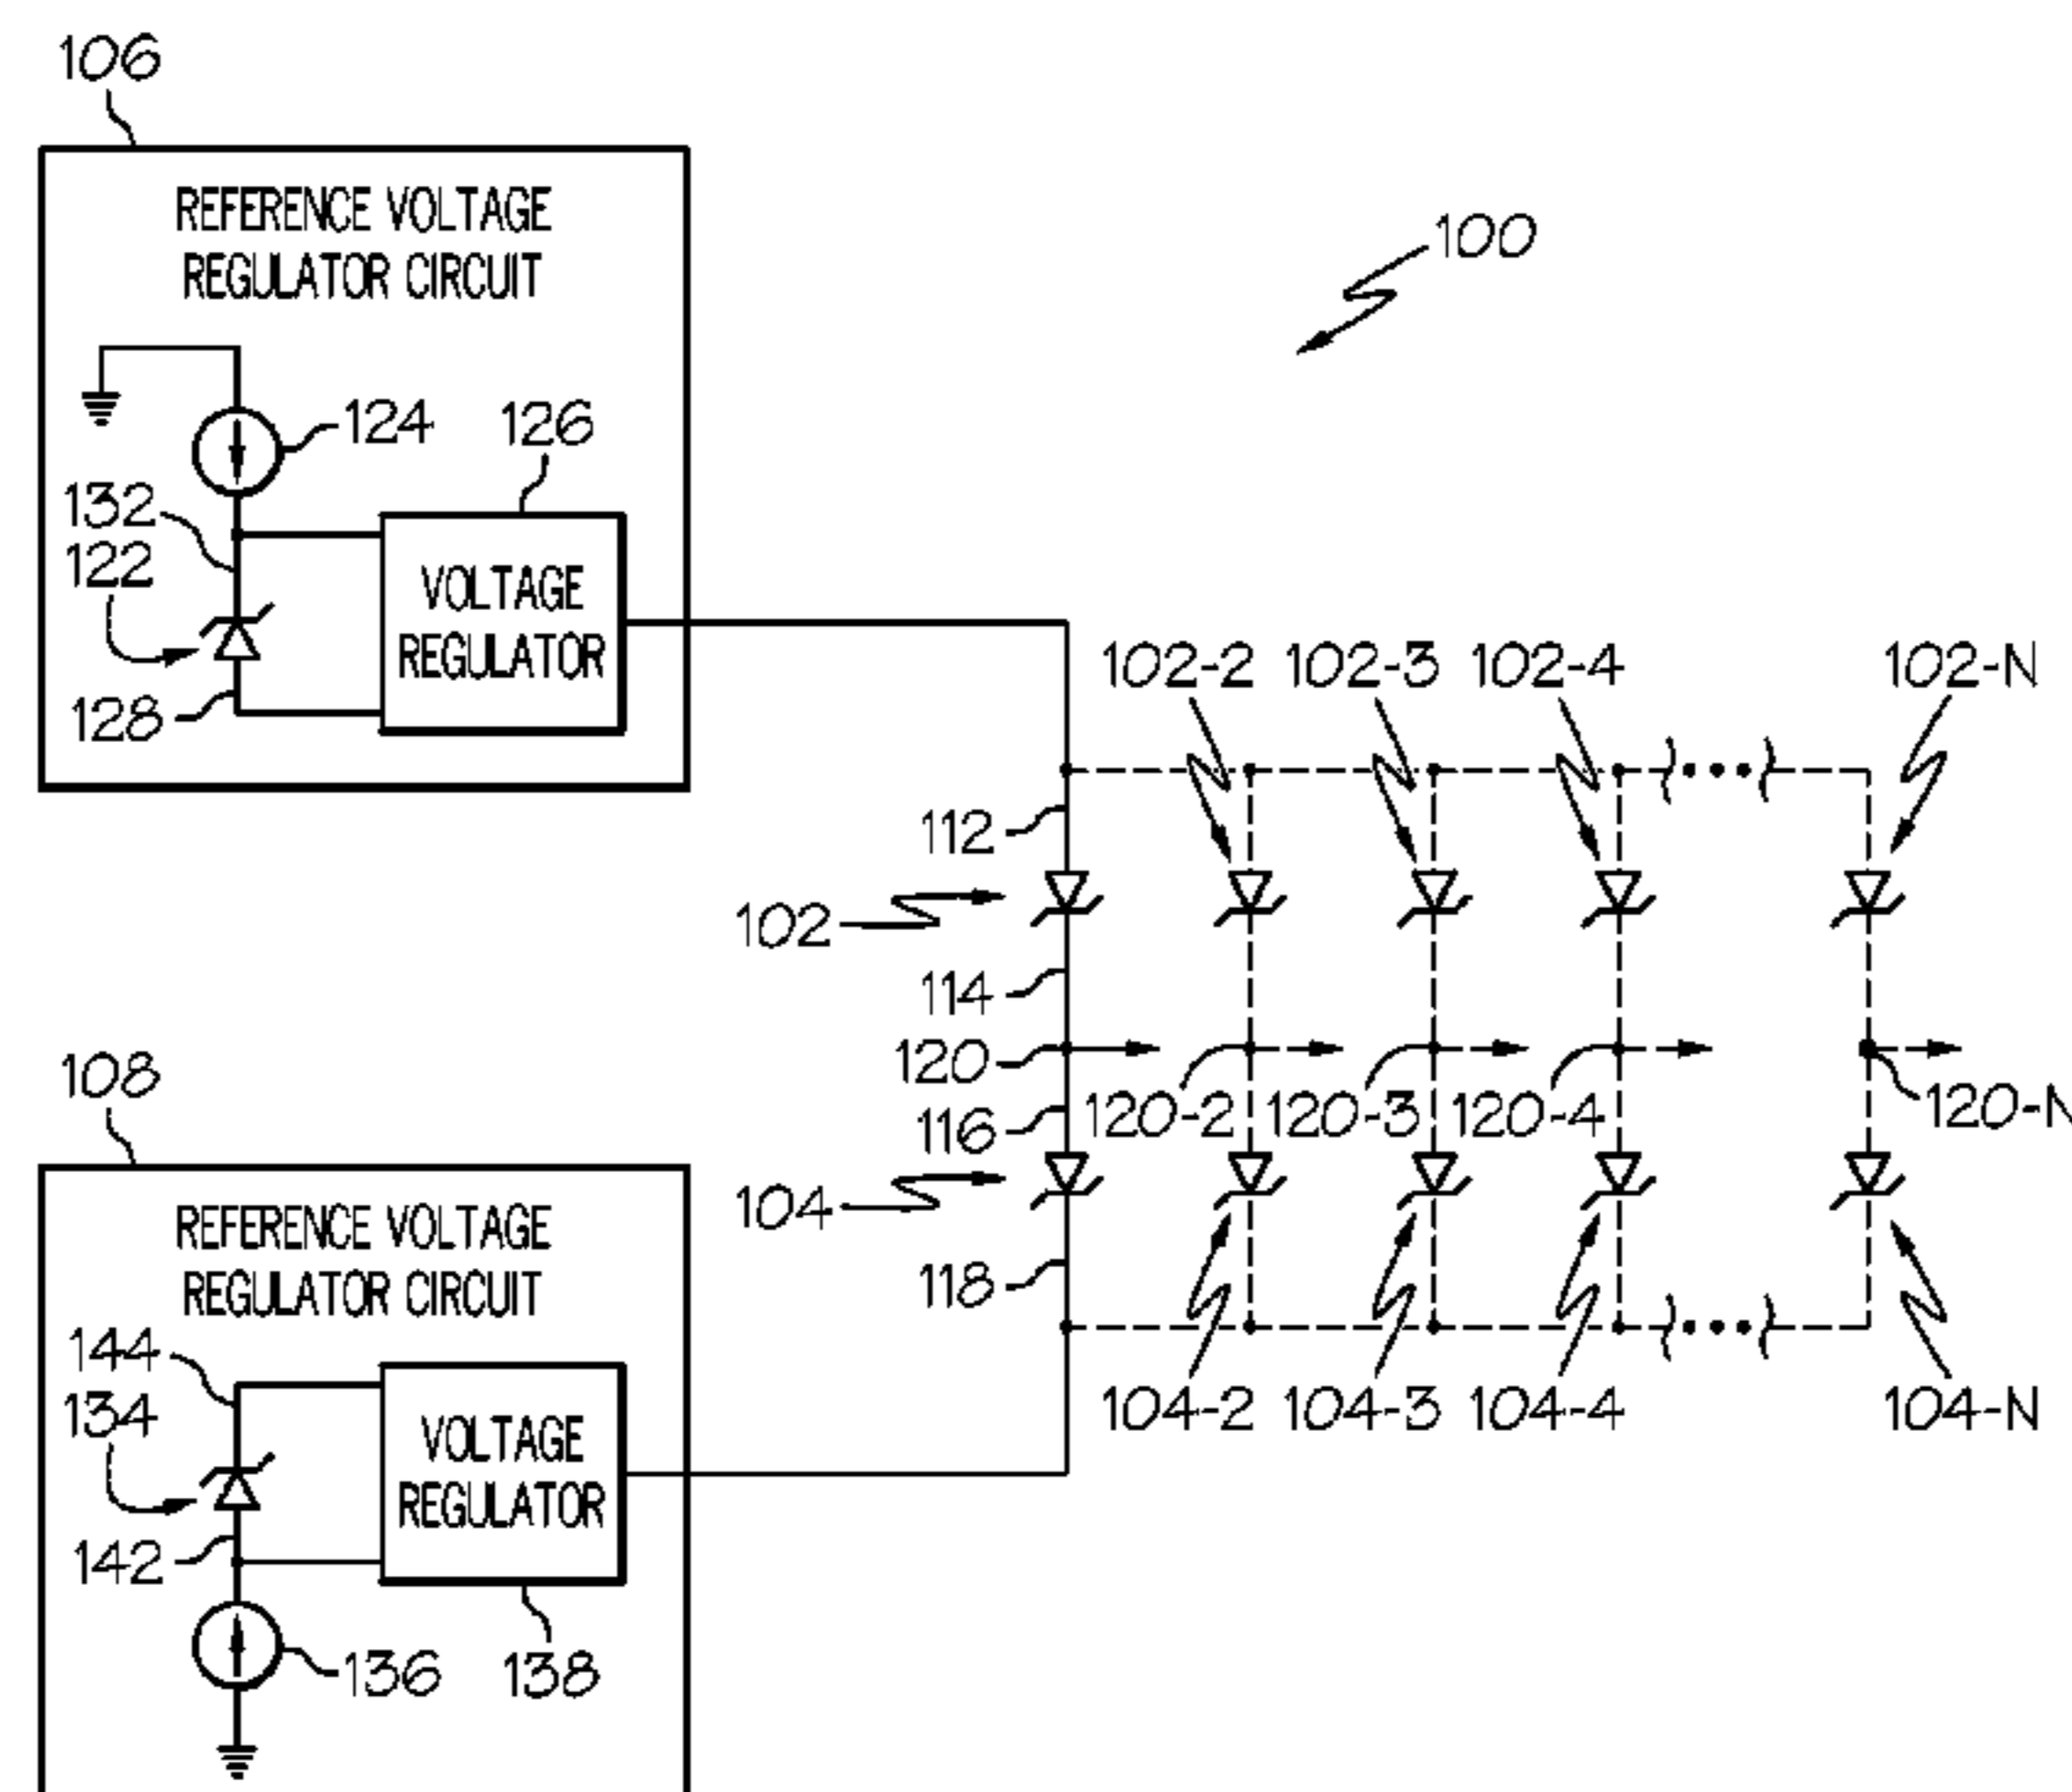 106
REFERENCE VOLTAGE
REGULATOR CIRCUIT
100
124
126
132
122
VOLTAGE
REGULATOR
128
102-2
102-3
102-4
102-N
112
102
114
120
120-2
120-3
120-4
120-N
116
104
118
104-2
104-3
104-4
104-N
108
REFERENCE VOLTAGE
REGULATOR CIRCUIT
144
134
VOLTAGE
REGULATOR
142
136
138